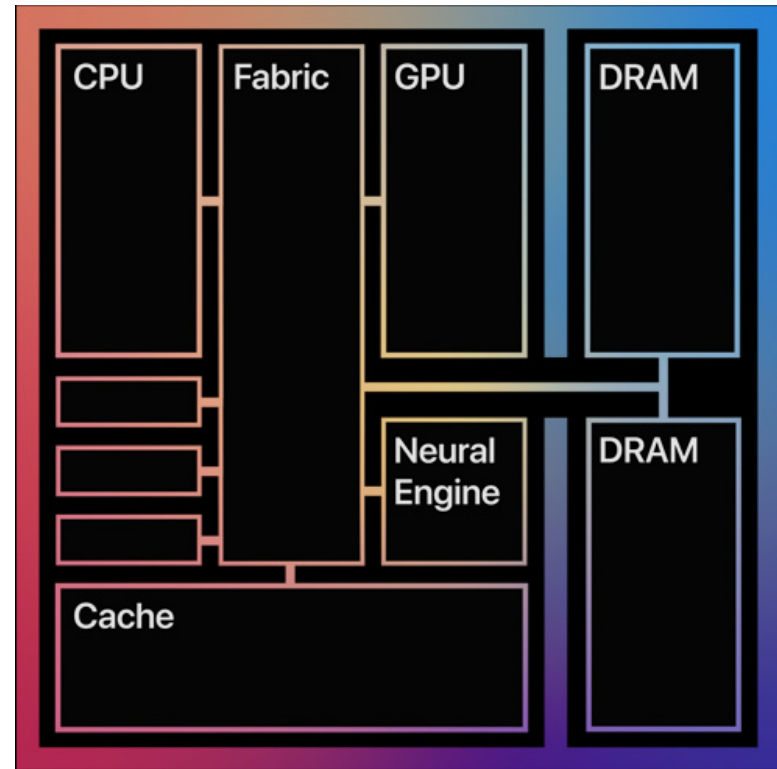 CPU
Fabric
GPU
DRAM
Neural
Engine
DRAM
Cache